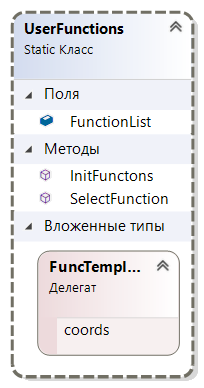 UserFunctions
Static Класс
Поля
FunctionList
Методы
InitFunctons
SelectFunction
Вложенные типы
FuncTempl...
Делегат
coords